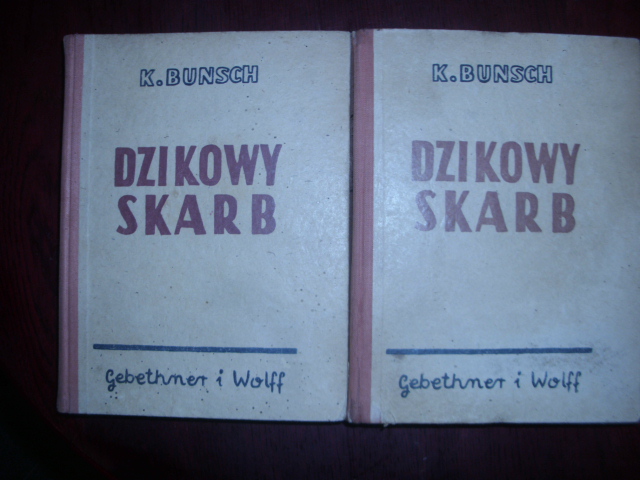 K. BUNSCH
DZIKOWY
SKARB
Gebethner i Wolff
K. BUNSCH
DZIKOWY
SKARB
Gebethner i Wolff